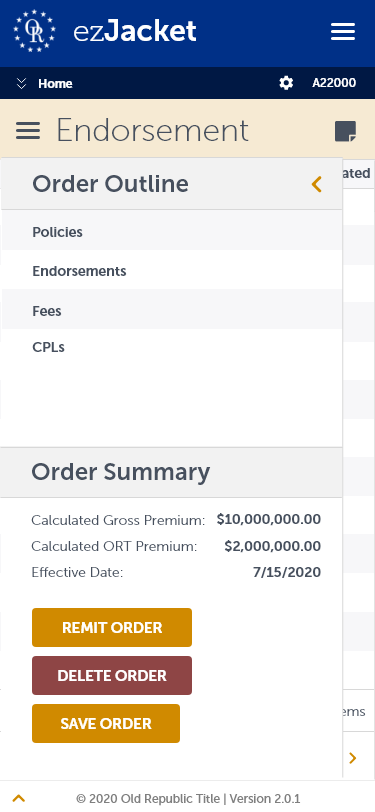 OR
ezJacket
Home
A22000
Endorsement
Order Outline
ated
Policies
Endorsements
Fees
CPLs
Order Summary
Calculated Gross Premium: $10,000,000.00
Calculated ORT Premium: $2,000,000.00
Effective Date: 7/15/2020
REMIT ORDER
DELETE ORDER
SAVE ORDER
ems
© 2020 Old Republic Title | Version 2.0.1